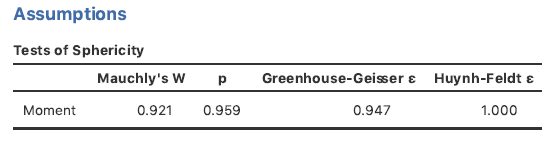 Assumptions
Tests of Sphericity
Mauchly's W p Greenhouse-Geisser ε Huynh-Feldt ε
Moment 0.921 0.959 0.947 1.000